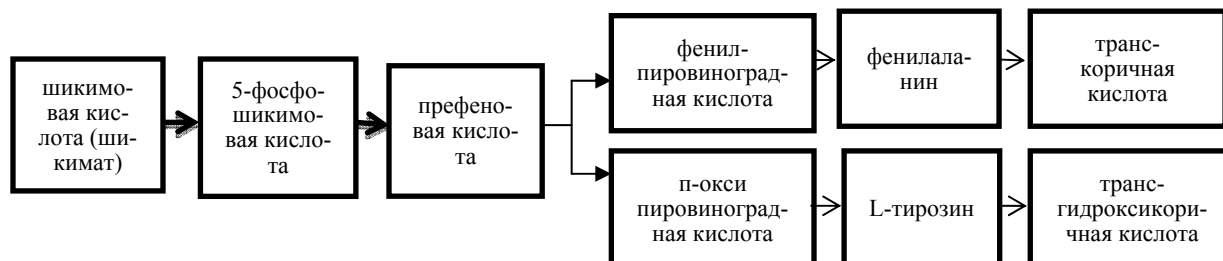 шикимо-
вая кис-
лота (ши-
кимат)
5-фосфо-
шикимо-
вая кисло-
та
префено-
вая кисло-
та
фенил-
пировиноград-
ная кислота
фенилала-
нин
транс-
коричная
кислота
п-окси
пировиноград-
ная кислота
L-тирозин
транс-
гидроксикори-
чная кислота